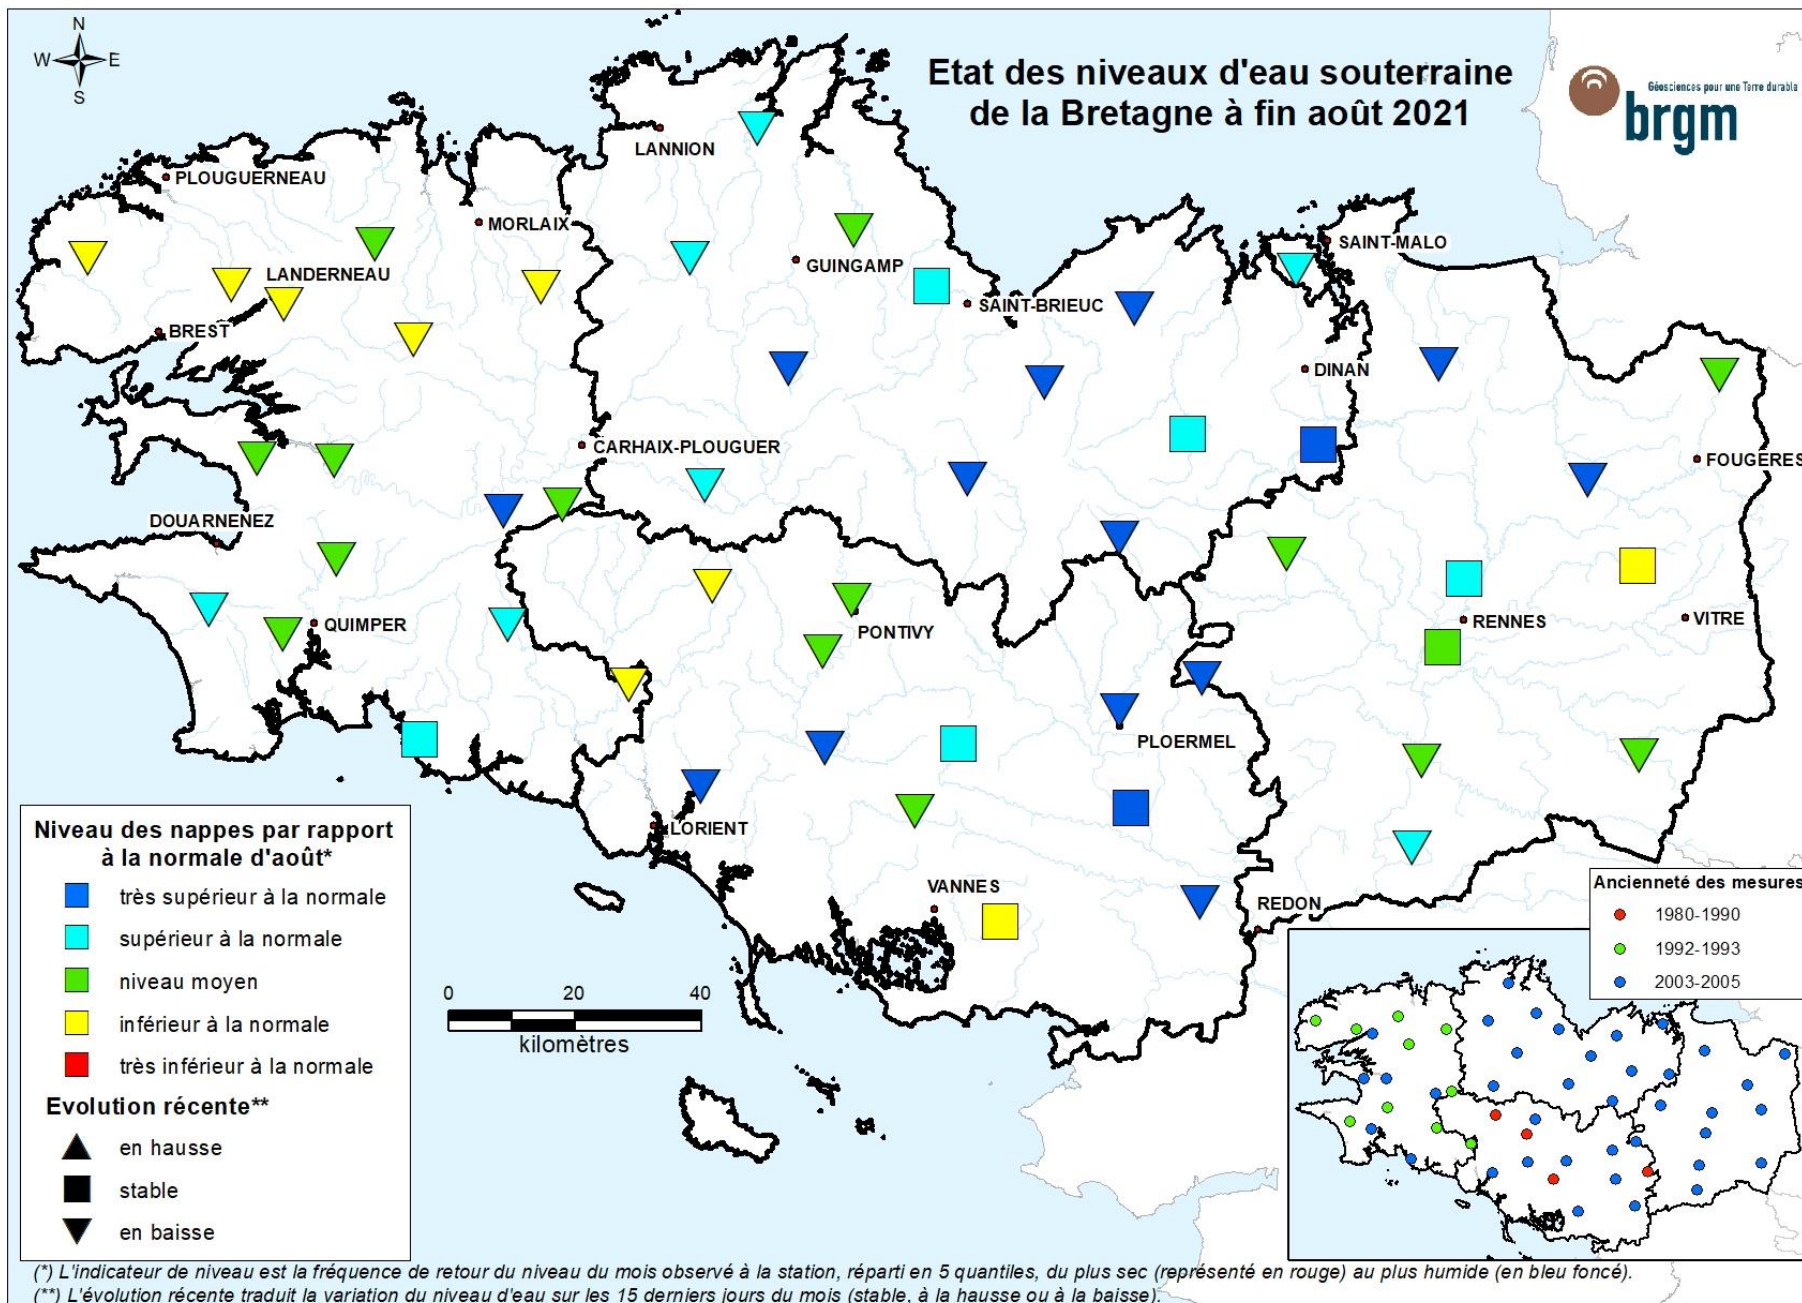 N
W E
S
Etat des niveaux d'eau souterraine
de la Bretagne à fin août 2021
Géosciences pour une Terre durable
brgm
LANNION
PLOUGUERNEAU
MORLAIX
SAINT-MALO
GUINGAMP
LANDERNEAU
SAINT-BRIEUC
BREST
DINAN
CARHAIX-PLOUGUER
FOUGERES
DOUARNENEZ
QUIMPER
PONTIVY
RENNES
VITRE
PLOERMEL
LORIENT
VANNES
REDON
Niveau des nappes par rapport
à la normale d'août*
très supérieur à la normale
supérieur à la normale
niveau moyen
inférieur à la normale
très inférieur à la normale
Evolution récente**
en hausse
stable
en baisse
0 20 40
kilomètres
Ancienneté des mesures
1980-1990
1992-1993
2003-2005
(*) L'indicateur de niveau est la fréquence de retour du niveau du mois observé à la station, réparti en 5 quantiles, du plus sec (représenté en rouge) au plus humide (en bleu foncé).
(**) L'évolution récente traduit la variation du niveau d'eau sur les 15 derniers jours du mois (stable, à la hausse ou à la baisse).